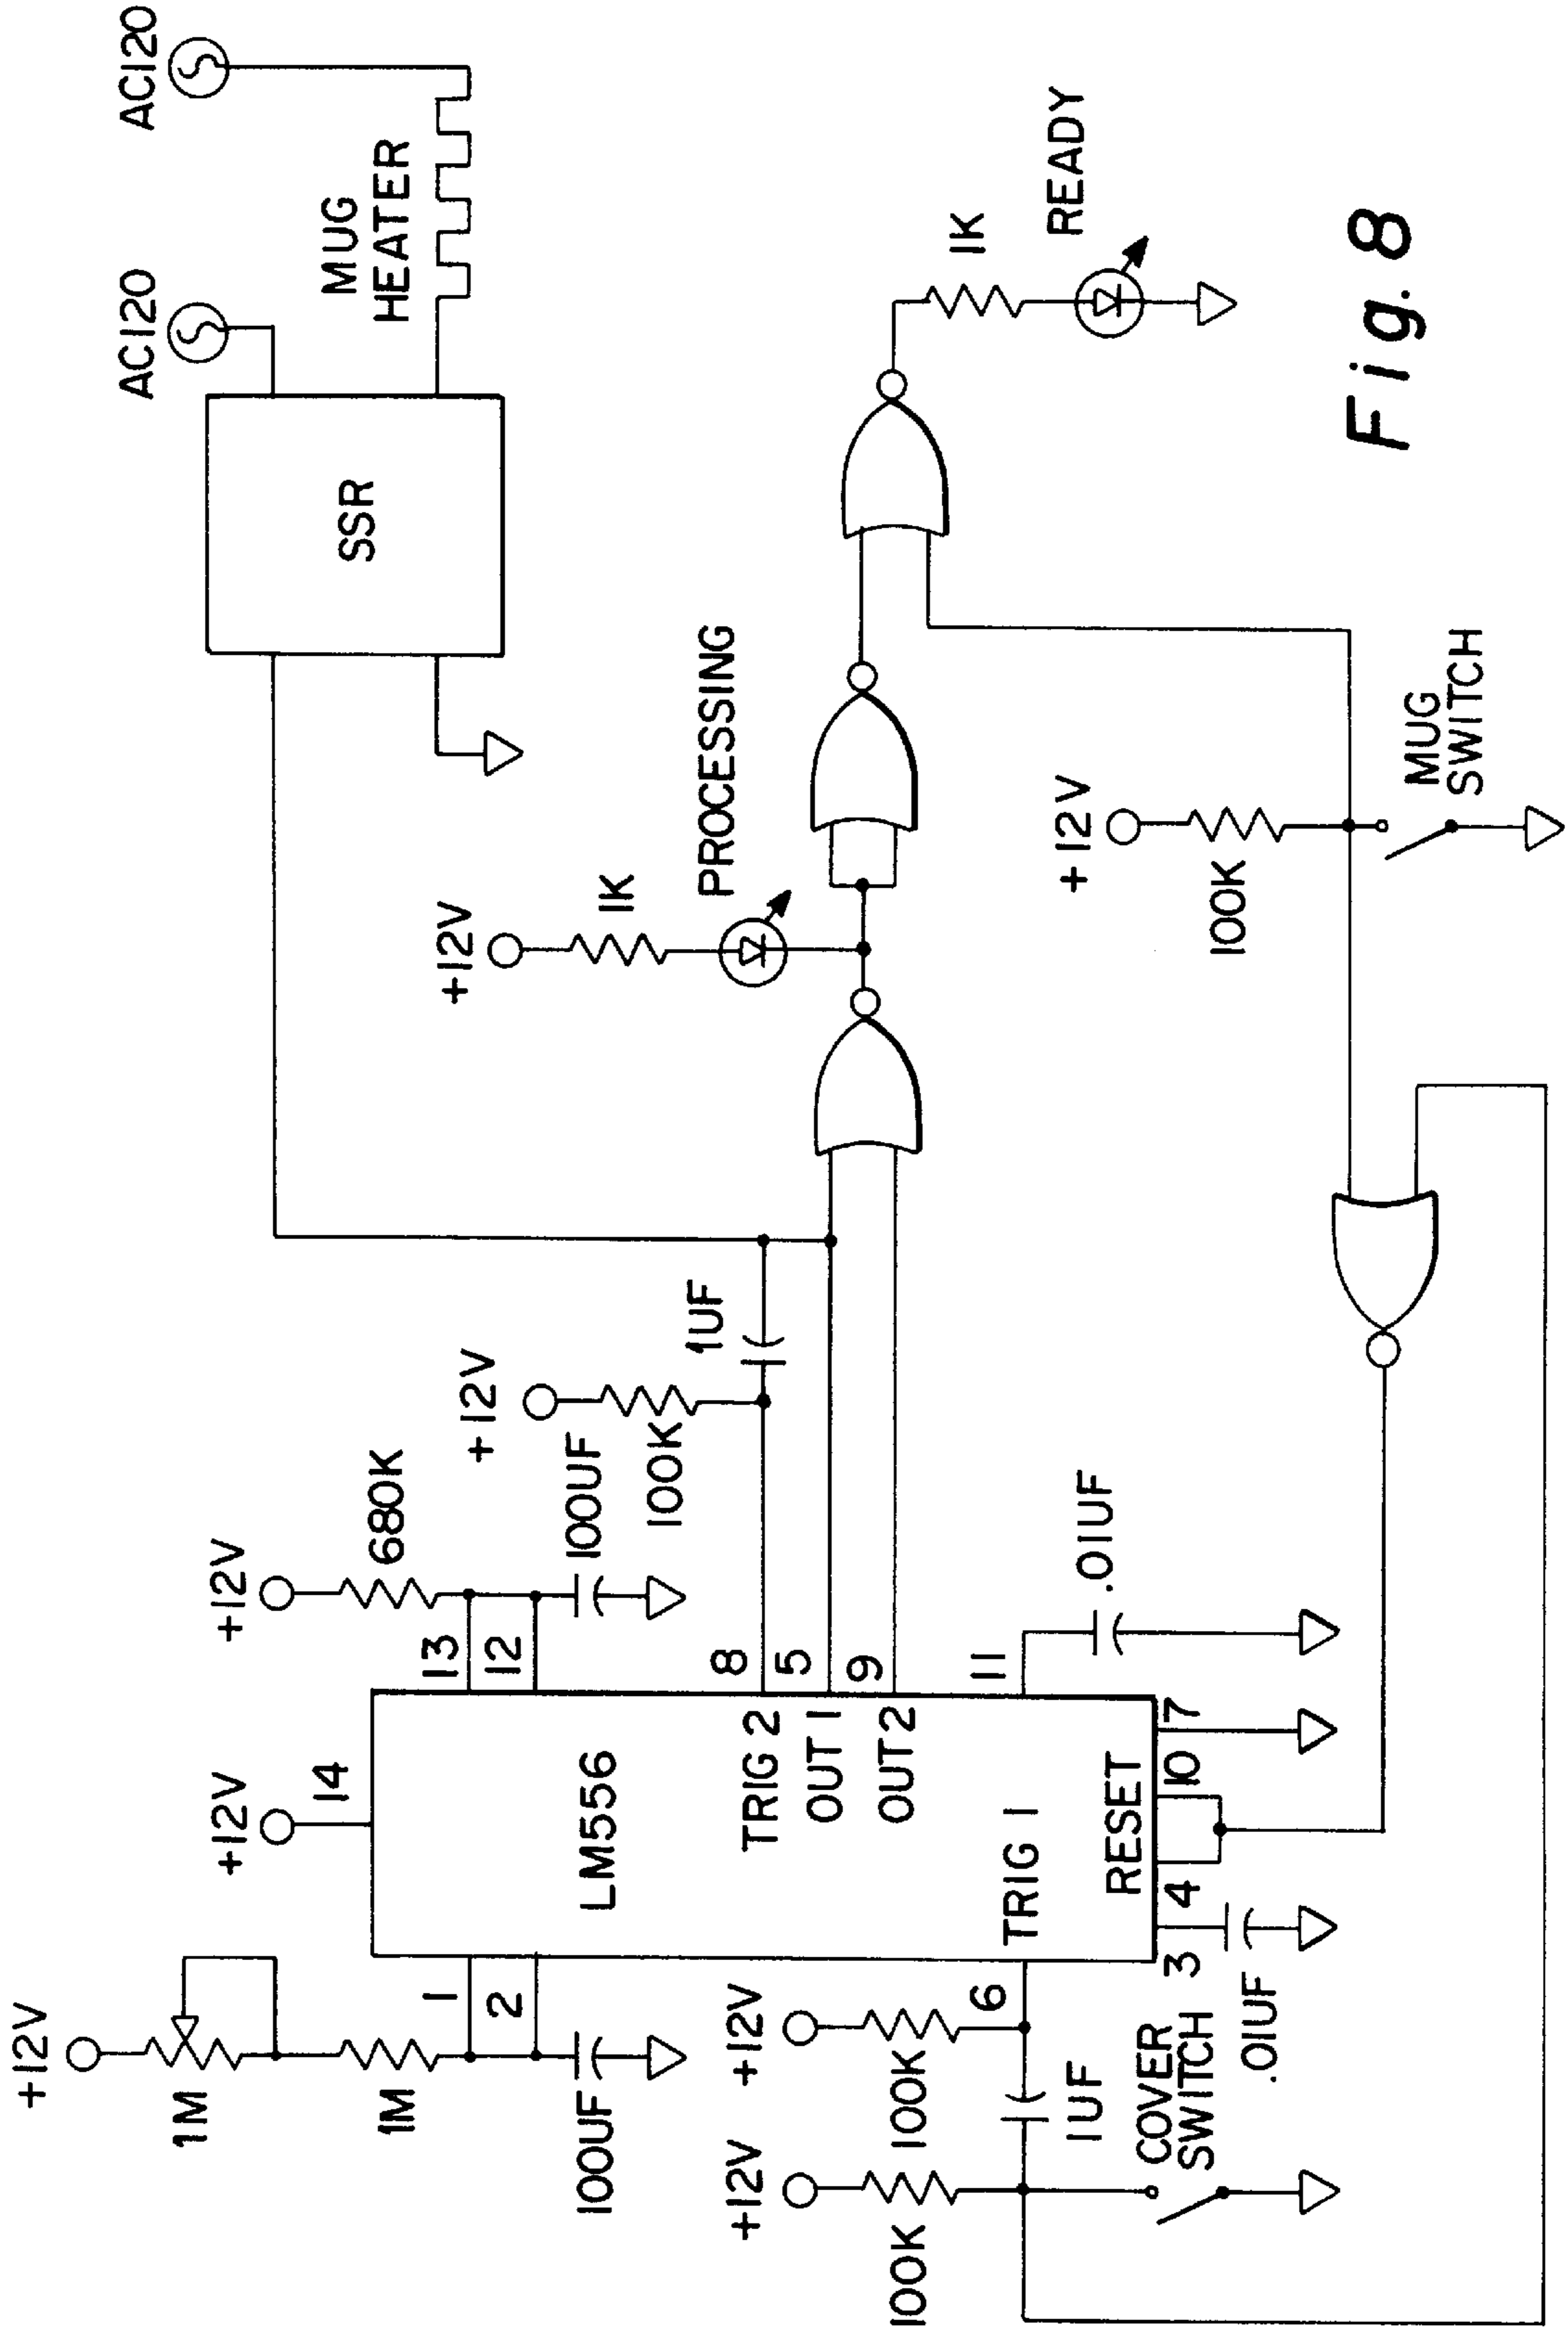 +12V
1M
1M
100UF
1
2
+12V
14
LM556
+12V
680K
13
12
100UF
+12V
100K
1UF
TRIG 2
8
OUT 1
5
OUT 2
9
TRIG 1
6
11
.01UF
RESET
3
4
10
7
.01UF
+12V
100K
+12V
100K
1UF
COVER
SWITCH
+12V
1K
PROCESSING
SSR
AC120
AC120
MUG
HEATER
1K
READY
+12V
100K
MUG
SWITCH
Fig. 8